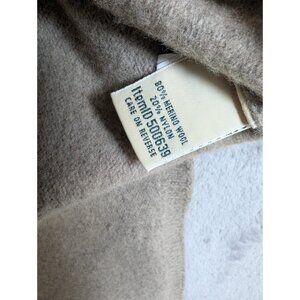 80% MERINO WOOL
20% NYLON
ItemID 500639
CARE ON REVERSE